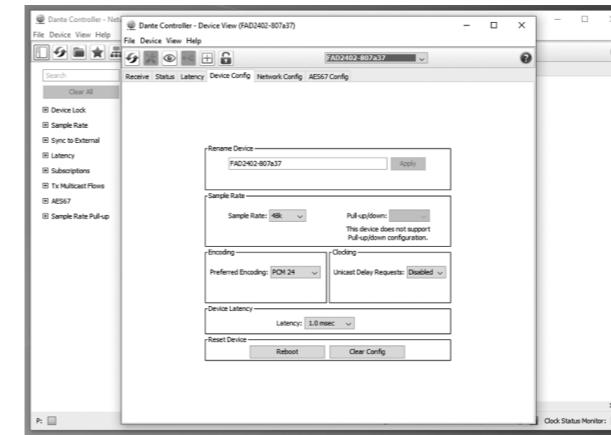 Dante Controller - Net
File Device View Help
Search
Clear All
Device Lock
Sample Rate
Sync to External
Latency
Subscriptions
Tx Multicast Flows
AES67
Sample Rate Pull-up
P:
Dante Controller - Device View (FAD2402-807a37)
File Device View Help
FAD2402-807a37
?
Receive Status Latency Device Config Network Config AES67 Config
Rename Device
FAD2402-807a37 Apply
Sample Rate
Sample Rate: 48k Pull-up/down:
This device does not support
Pull-up/down configuration.
Encoding Clocking
Preferred Encoding: PCM 24 Unicast Delay Requests: Disabled
Device Latency
Latency: 1.0 msec
Reset Device
Reboot Clear Config
Clock Status Monitor: